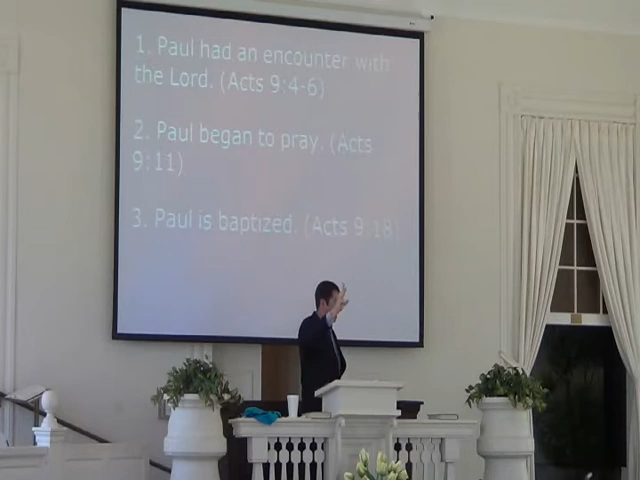 1. Paul had an encounter with
the Lord. (Acts 9:4-6)
2. Paul began to pray. (Acts
9:11)
3. Paul is baptized. (Acts 9:18)